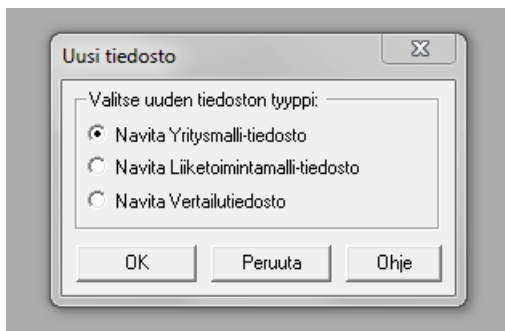 Uusi tiedosto
Valitse uuden tiedoston tyyppi:
Navita Yritysmalli-tiedosto
Navita Liiketoimintamalli-tiedosto
Navita Vertailutiedosto
OK Peruuta Ohje